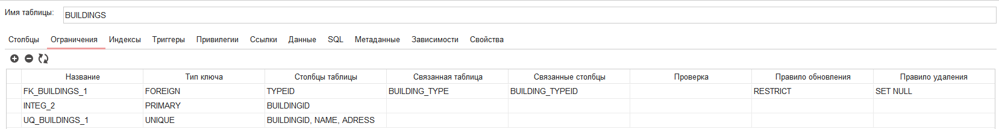 Имя таблицы: BUILDINGS
Столбцы Ограничения Индексы Триггеры Привилегии Ссылки Данные SQL Метаданные Зависимости Свойства
Название Тип ключа Столбцы таблицы Связанная таблица Связанные столбцы Проверка Правило обновления Правило удаления
FK_BUILDINGS_1 FOREIGN TYPEID BUILDING_TYPE BUILDING_TYPEID RESTRICT SET NULL
INTEG_2 PRIMARY BUILDINGID
UQ_BUILDINGS_1 UNIQUE BUILDINGID, NAME, ADRESS